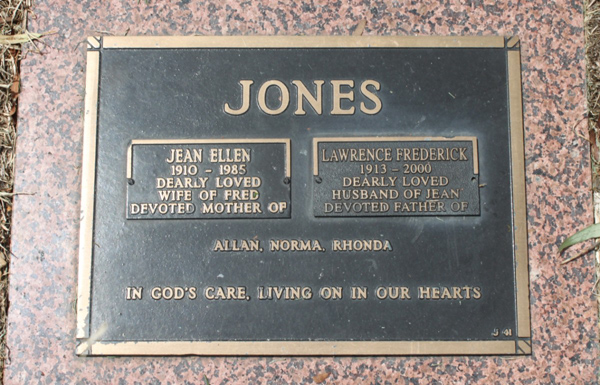 JONES
JEAN ELLEN
1910 - 1985
DEARLY LOVED
WIFE OF FRED
DEVOTED MOTHER OF
LAWRENCE FREDERICK
1913 - 2000
DEARLY LOVED
HUSBAND OF JEAN
DEVOTED FATHER OF
ALLAN, NORMA, RHONDA
IN GOD'S CARE, LIVING ON IN OUR HEARTS